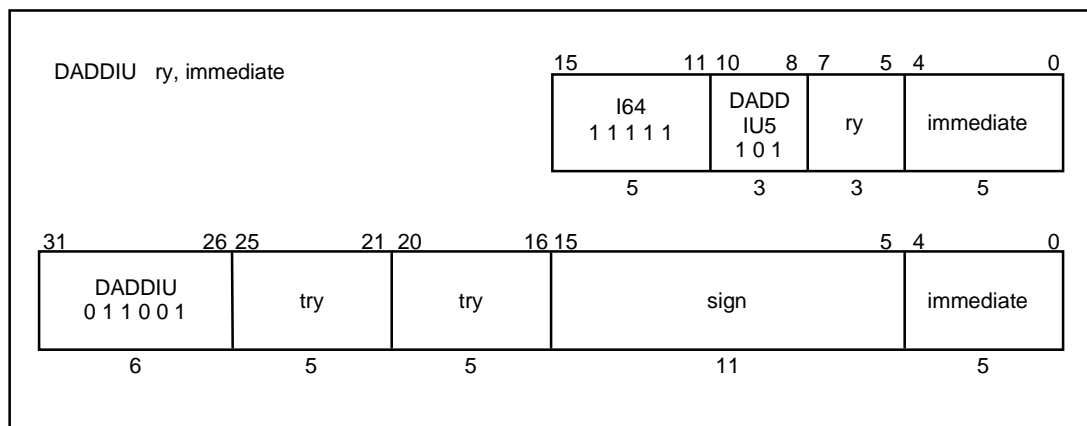 DADDIU ry, immediate
15 11 10 8 7 5 4 0
I64
1 1 1 1 1
DADD
IU5
1 0 1
ry
immediate
5 3 3 5
31 26 25 21 20 16 15 5 4 0
DADDIU
0 1 1 0 0 1
try
try
sign
immediate
6 5 5 11 5